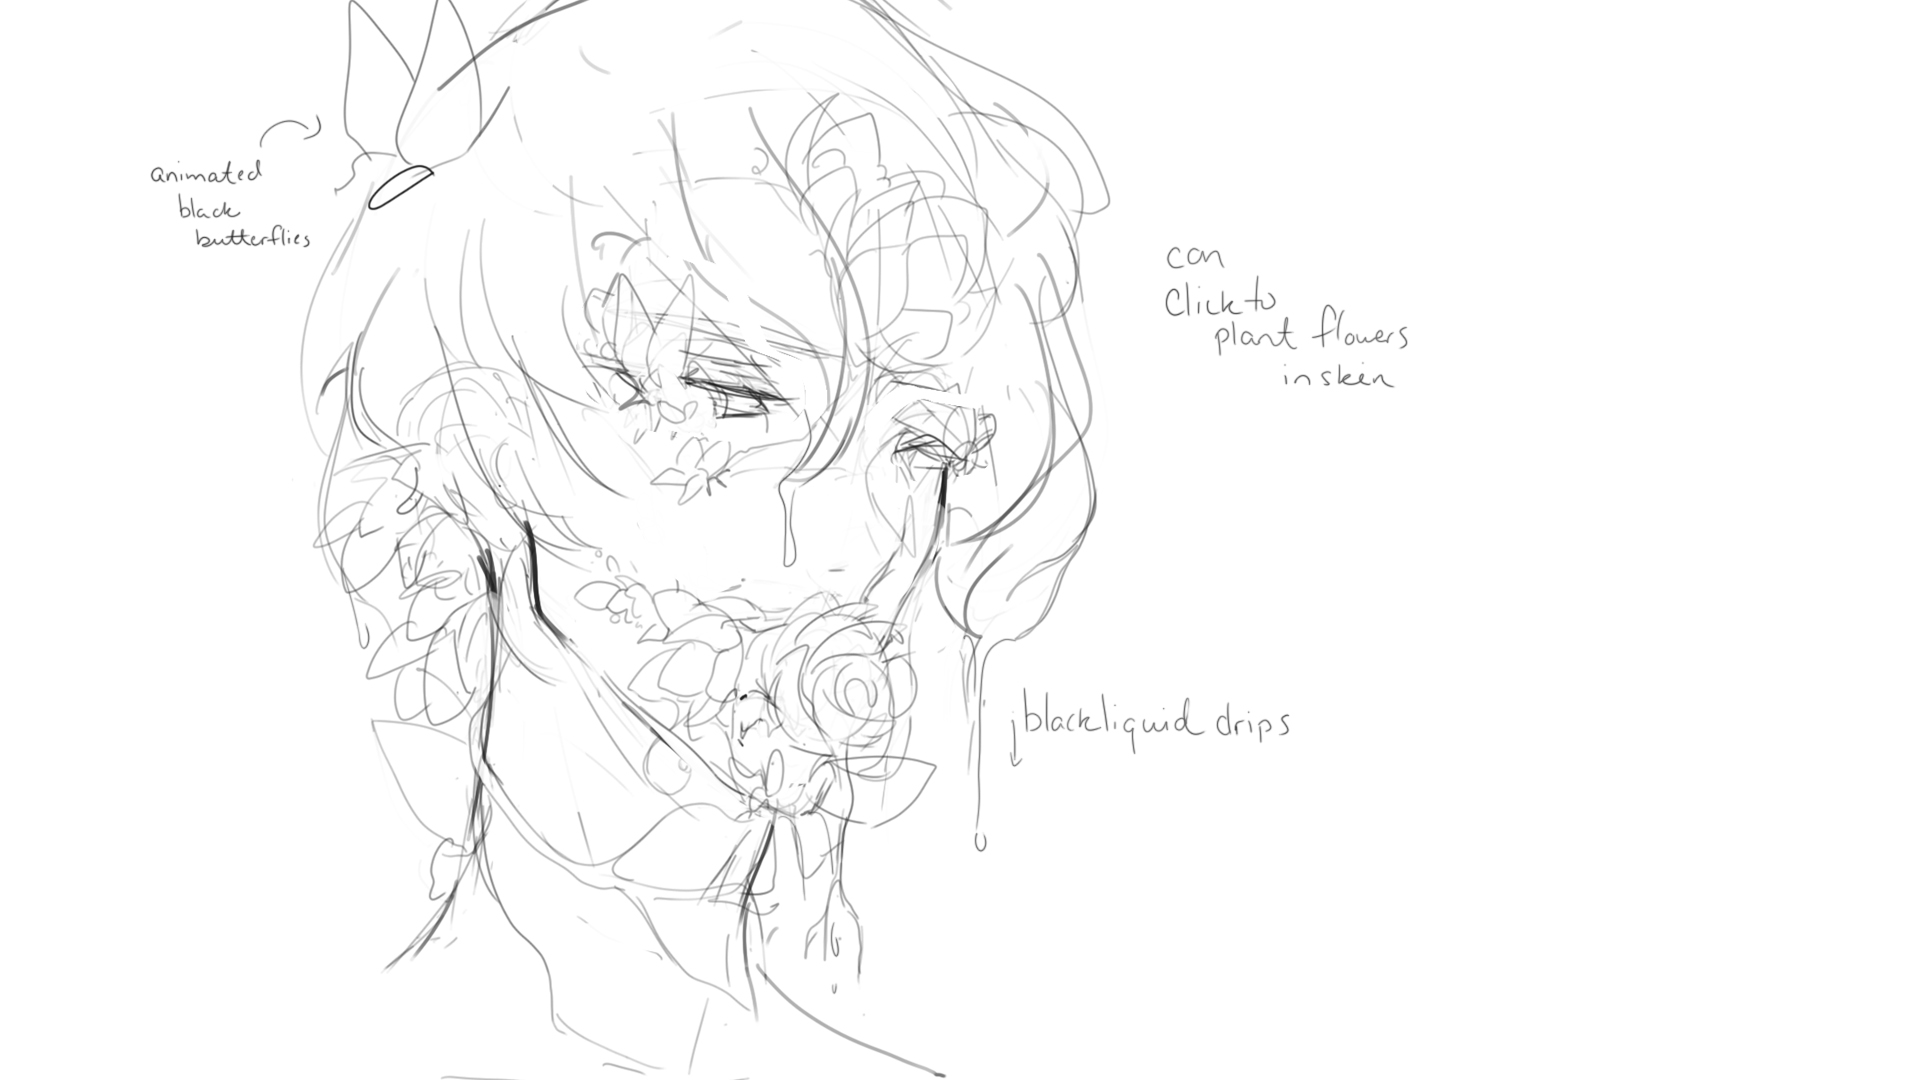 animated
black
butterflies
can
Click to
plant flowers
in skin
black liquid drips